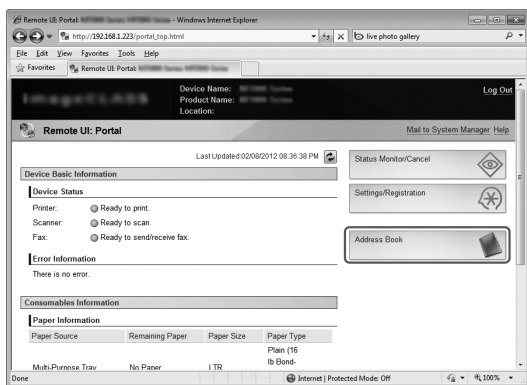 Remote UI: Portal: - Windows Internet Explorer
http://192.168.1.223/portal_top.html
live photo gallery
File Edit View Favorites Tools Help
Favorites
Remote UI: Portal:
Device Name:
Product Name:
Location:
Log Out
Remote UI: Portal
Mail to System Manager Help
Last Updated:02/08/2012 08:36:38 PM
Device Basic Information
Device Status
Printer: Ready to print.
Scanner: Ready to scan.
Fax: Ready to send/receive fax.
Error Information
There is no error.
Status Monitor/Cancel
Settings/Registration
Address Book
Consumables Information
Paper Information
Paper Source Remaining Paper Paper Size Paper Type
Plain (16
lb Bond-
Multi-Purpose Tray No Paper LTR
Done
Internet | Protected Mode: Off
100%